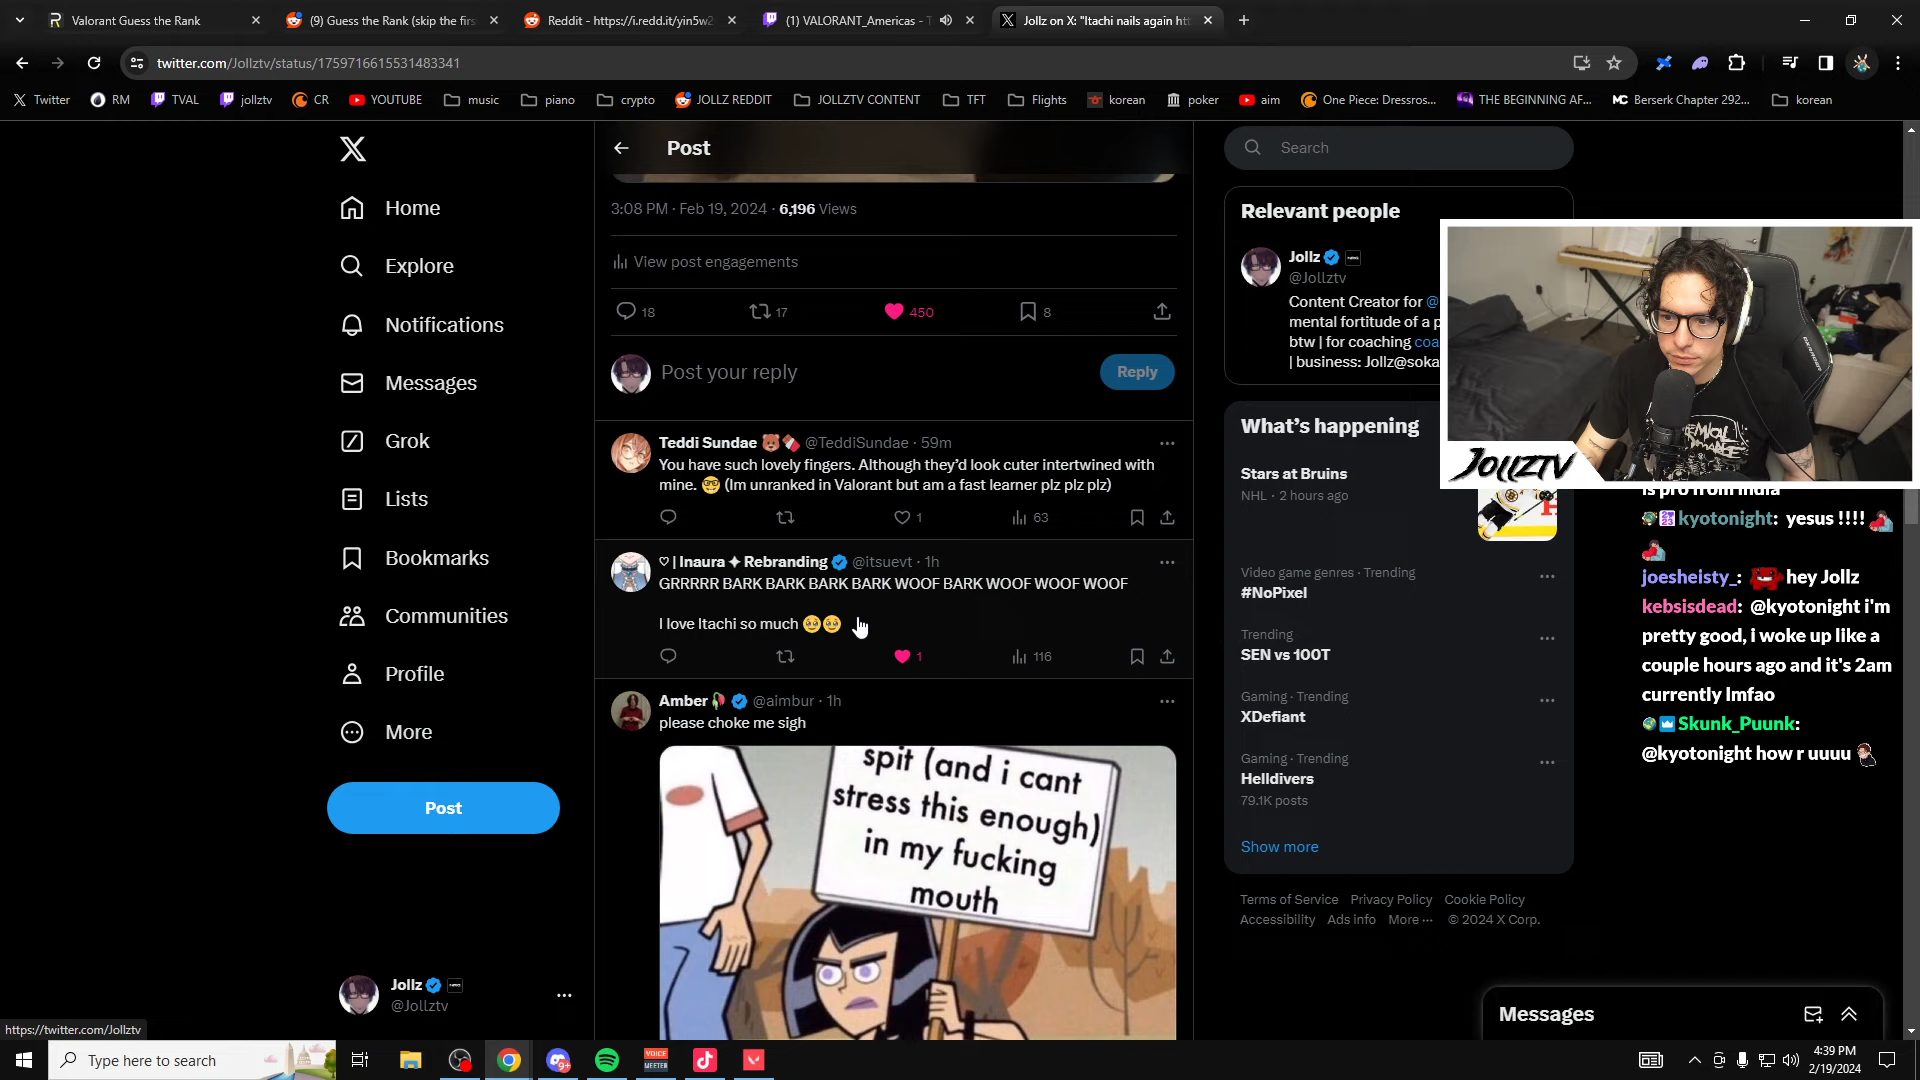 Valorant Guess the Rank
(9) Guess the Rank (skip the firs
Reddit - https://i.redd.it/yin5w2
(1) VALORANT_Americas - T
Jollz on X: "Itachi nails again htt
twitter.com/Jollztv/status/1759716615531483341
Twitter
RM
TVAL
jollztv
CR
YOUTUBE
music
piano
crypto
JOLLZ REDDIT
JOLLZTV CONTENT
TFT
Flights
korean
poker
aim
One Piece: Dressros...
THE BEGINNING AF...
Berserk Chapter 292...
korean
Home
Explore
Notifications
Messages
Grok
Lists
Bookmarks
Communities
Profile
More
Post
Jollz
@Jollztv
https://twitter.com/Jollztv
Post
3:08 PM · Feb 19, 2024 · 6,196 Views
View post engagements
18
17
450
8
Post your reply
Reply
Teddi Sundae 🐻🍫 @TeddiSundae · 59m
You have such lovely fingers. Although they'd look cuter intertwined with
mine. 🤓 (Im unranked in Valorant but am a fast learner plz plz plz)
1
63
♡ | Inaura ✦ Rebranding @itsuevt · 1h
GRRRRR BARK BARK BARK BARK WOOF BARK WOOF WOOF WOOF
I love Itachi so much 🥹🥹
1
116
Amber🥀 @aimbur · 1h
please choke me sigh
spit (and i cant
stress this enough)
in my fucking
mouth
Search
Relevant people
Jollz
@Jollztv
Content Creator for @
mental fortitude of a p
btw | for coaching coa
| business: Jollz@soka
What's happening
Stars at Bruins
NHL · 2 hours ago
Video game genres · Trending
#NoPixel
Trending
SEN vs 100T
Gaming · Trending
XDefiant
Gaming · Trending
Helldivers
79.1K posts
Show more
Terms of Service Privacy Policy Cookie Policy
Accessibility Ads info More ··· © 2024 X Corp.
Messages
JOLLZTV
is pro from india
kyotonight: yesus !!!!
joesheisty_: hey Jollz
kebsisdead: @kyotonight i'm
pretty good, i woke up like a
couple hours ago and it's 2am
currently lmfao
Skunk_Puunk:
@kyotonight how r uuuu
Type here to search
VOICE
MEETER
9+
4:39 PM
2/19/2024